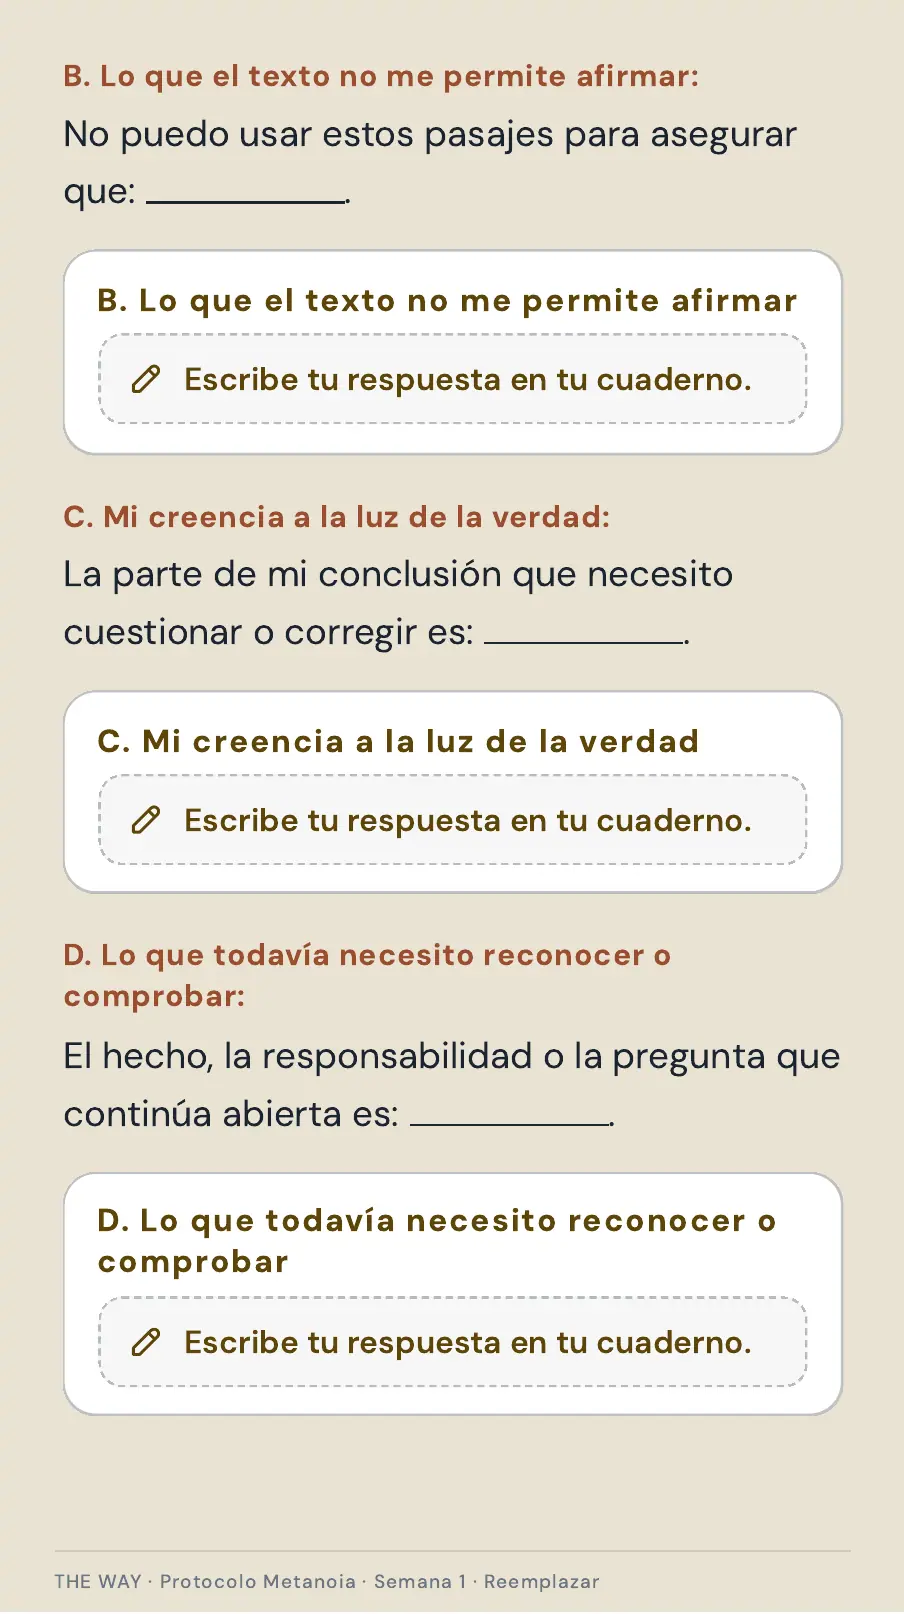 B. Lo que el texto no me permite afirmar:
No puedo usar estos pasajes para asegurar
que: __________.
B. Lo que el texto no me permite afirmar
Escribe tu respuesta en tu cuaderno.
C. Mi creencia a la luz de la verdad:
La parte de mi conclusión que necesito
cuestionar o corregir es: __________.
C. Mi creencia a la luz de la verdad
Escribe tu respuesta en tu cuaderno.
D. Lo que todavía necesito reconocer o
comprobar:
El hecho, la responsabilidad o la pregunta que
continúa abierta es: __________.
D. Lo que todavía necesito reconocer o
comprobar
Escribe tu respuesta en tu cuaderno.
THE WAY · Protocolo Metanoia · Semana 1 · Reemplazar